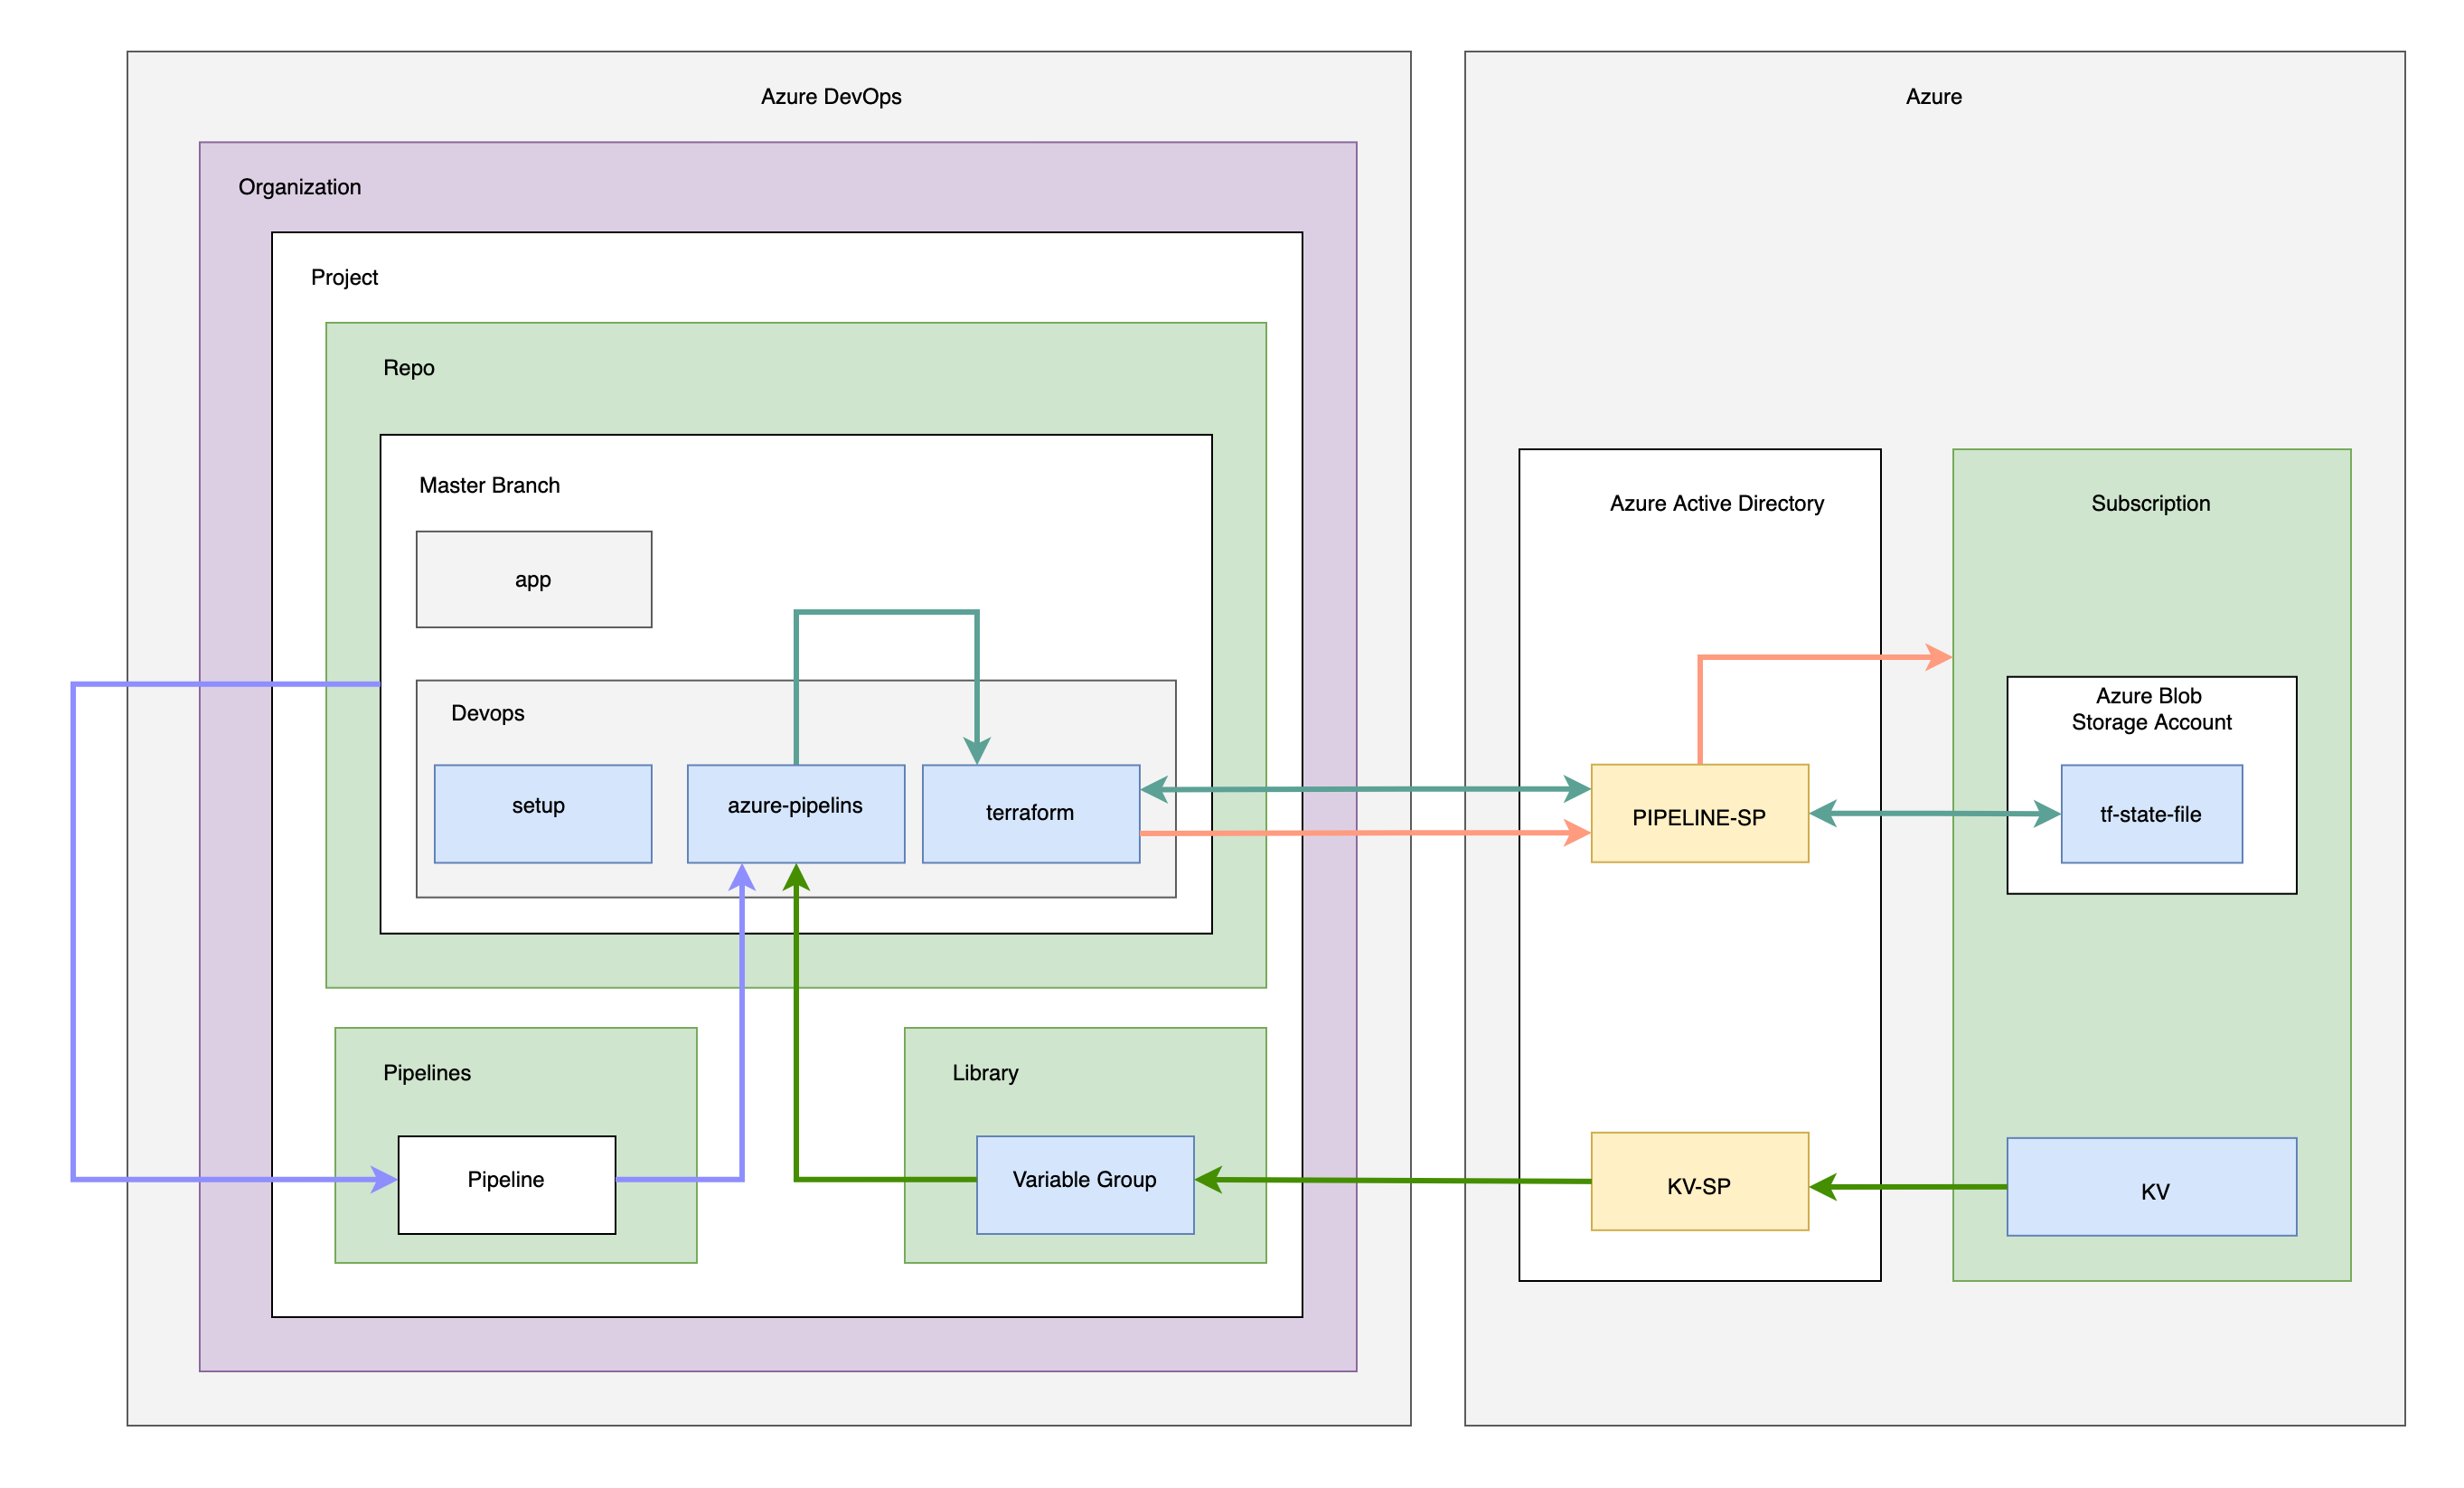 Azure DevOps
Organization
Project
Repo
Master Branch
app
Devops
setup
azure-pipelins
terraform
Pipelines
Pipeline
Library
Variable Group
Azure
Azure Active Directory
PIPELINE-SP
KV-SP
Subscription
Azure Blob
Storage Account
tf-state-file
KV